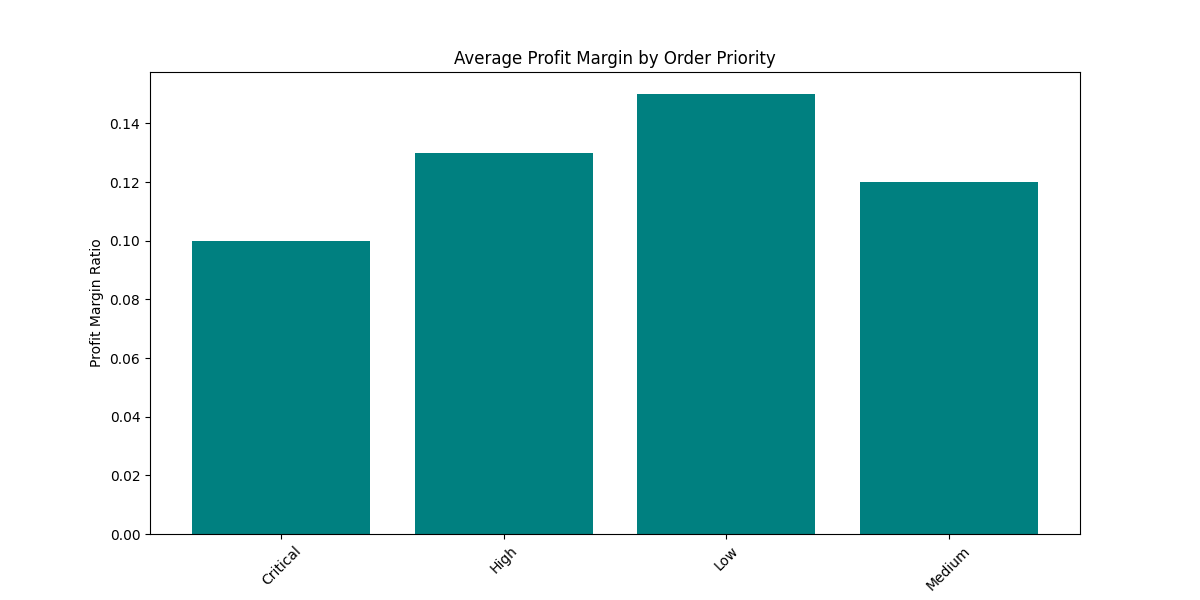 Average Profit Margin by Order Priority
Profit Margin Ratio
0.14
0.12
0.10
0.08
0.06
0.04
0.02
0.00
Critical
High
Low
Medium